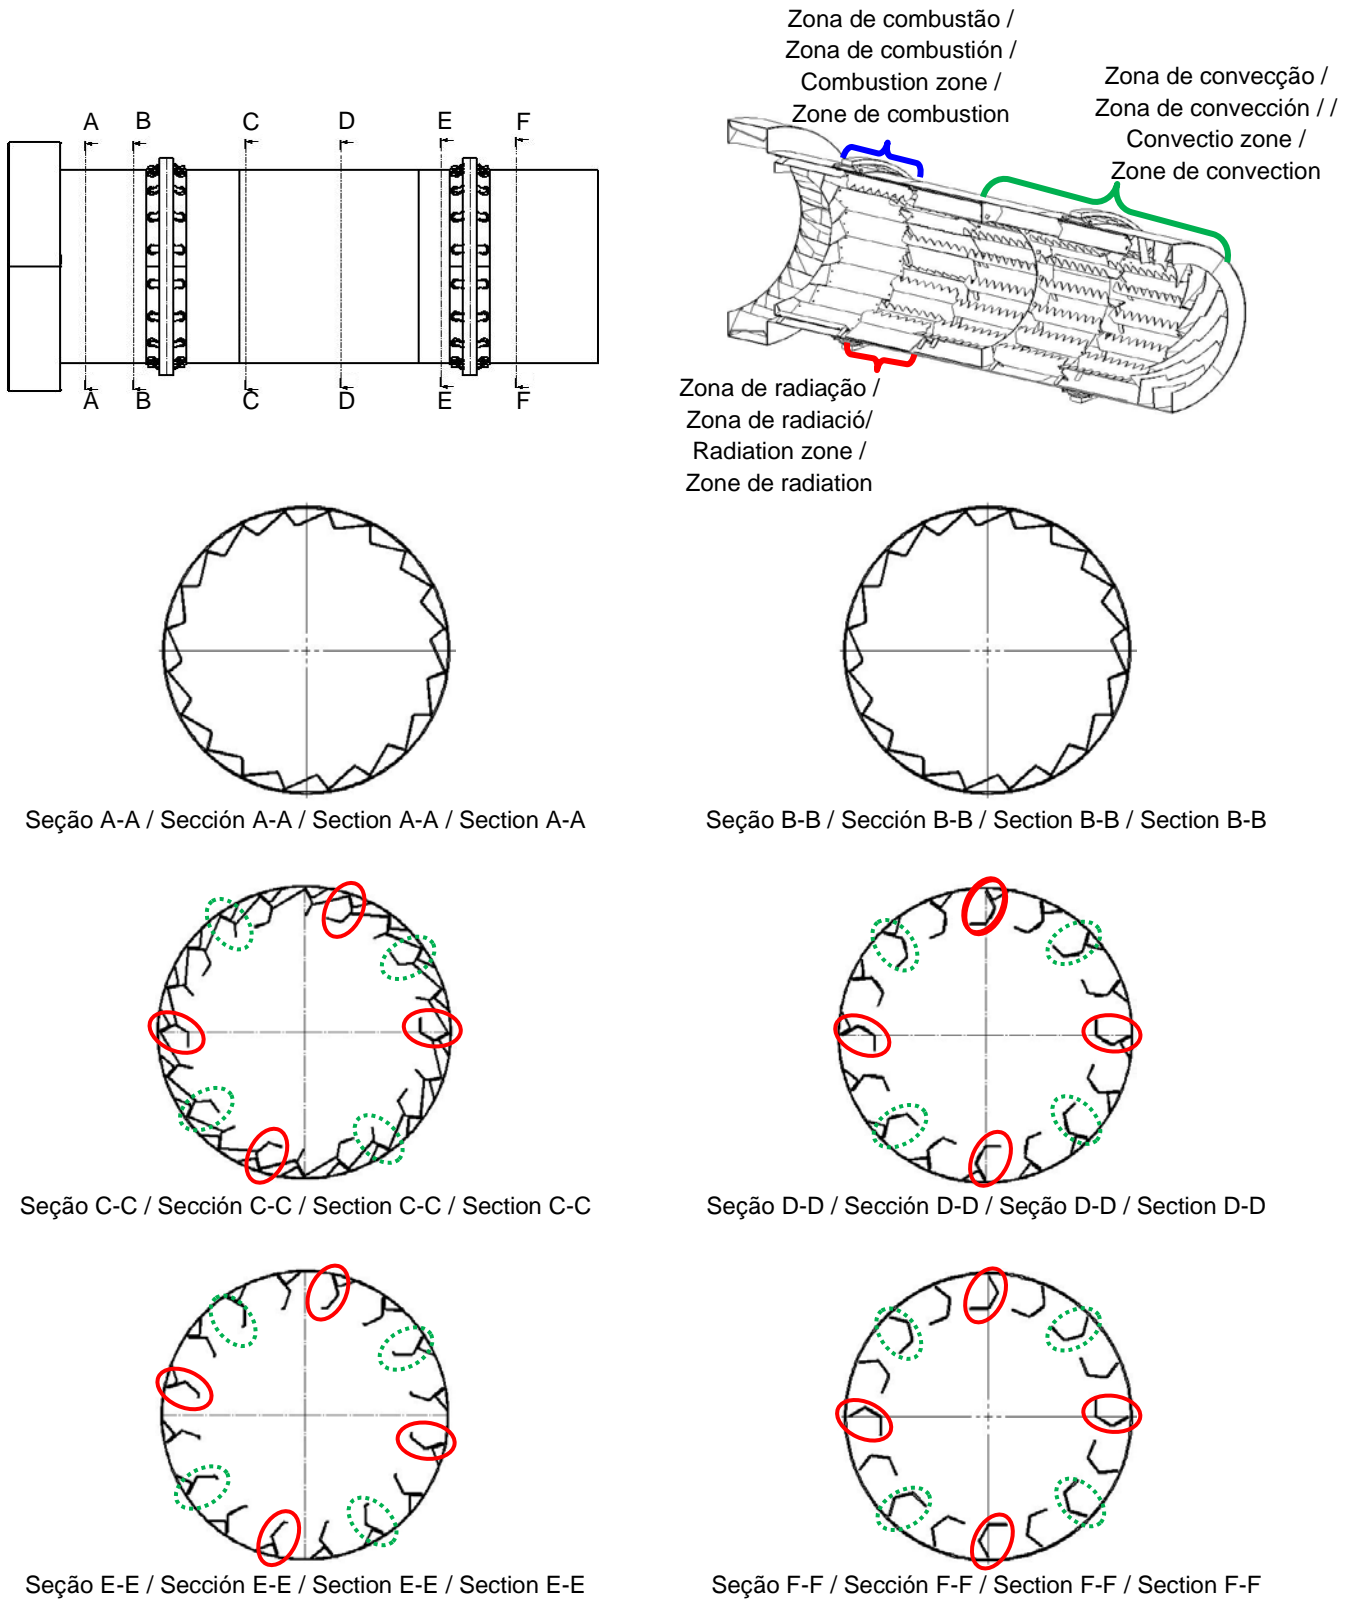 Zona de combustão /
Zona de combustión /
Combustion zone /
Zone de combustion
Zona de convecção /
Zona de convección / /
Convectio zone /
Zone de convection
A B C D E F
A B C D E F
Zona de radiação /
Zona de radiació/
Radiation zone /
Zone de radiation
Seção A-A / Sección A-A / Section A-A / Section A-A
Seção B-B / Sección B-B / Section B-B / Section B-B
Seção C-C / Sección C-C / Section C-C / Section C-C
Seção D-D / Sección D-D / Seção D-D / Section D-D
Seção E-E / Sección E-E / Section E-E / Section E-E
Seção F-F / Sección F-F / Section F-F / Section F-F